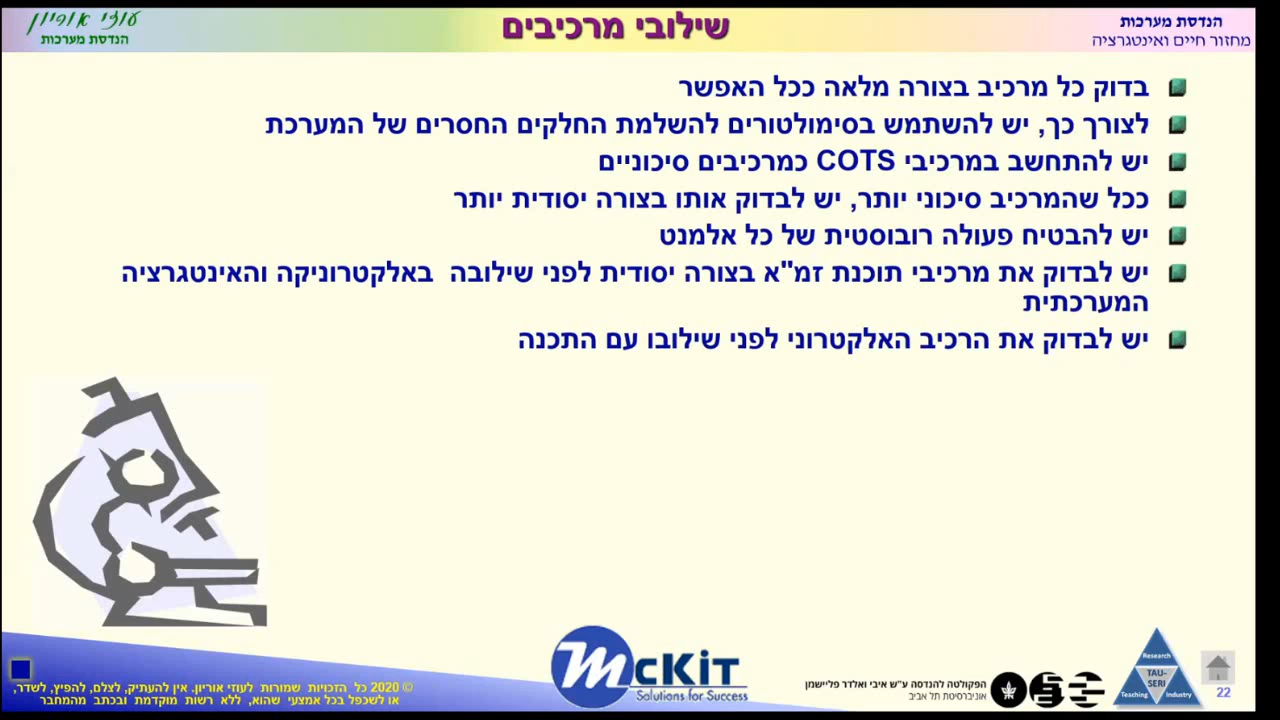 הנדסת מערכות
מחזור חיים ואינטגרציה
שילובי מרכיבים
עוזי אוריון
הנדסת מערכות
בדוק כל מרכיב בצורה מלאה ככל האפשר
לצורך כך, יש להשתמש בסימולטורים להשלמת החלקים החסרים של המערכת
יש להתחשב במרכיבי COTS כמרכיבים סיכוניים
ככל שהמרכיב סיכוני יותר, יש לבדוק אותו בצורה יסודית יותר
יש להבטיח פעולה רובוסטית של כל אלמנט
יש לבדוק את מרכיבי תוכנת זמ"א בצורה יסודית לפני שילובה באלקטרוניקה והאינטגרציה
המערכתית
יש לבדוק את הרכיב האלקטרוני לפני שילובו עם התכנה
22
Research
TAU-
SERI
Teaching Industry
הפקולטה להנדסה ע"ש איבי ואלדר פליישמן
אוניברסיטת תל אביב
McKit
Solutions for Success
© 2020 כל הזכויות שמורות לעוזי אוריון. אין להעתיק, לצלם, להפיץ, לשדר,
או לשכפל בכל אמצעי שהוא, ללא רשות מוקדמת ובכתב מהמחבר